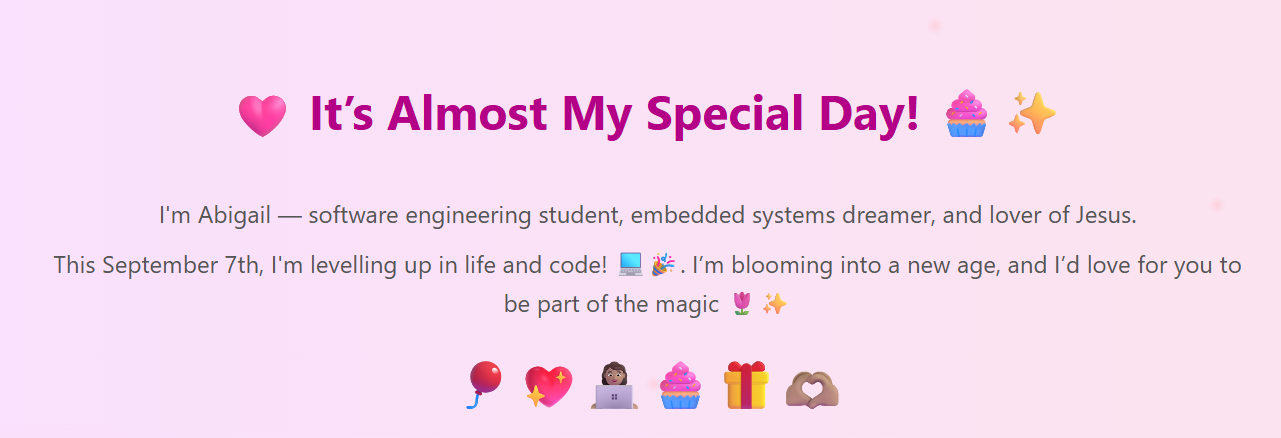 💗 It’s Almost My Special Day! 🧁 ✨
I'm Abigail — software engineering student, embedded systems dreamer, and lover of Jesus.
This September 7th, I'm levelling up in life and code! 💻 🎉 . I’m blooming into a new age, and I’d love for you to
be part of the magic 🌷 ✨
🎈 💖 👩🏽‍💻 🧁 🎁 🫶🏽